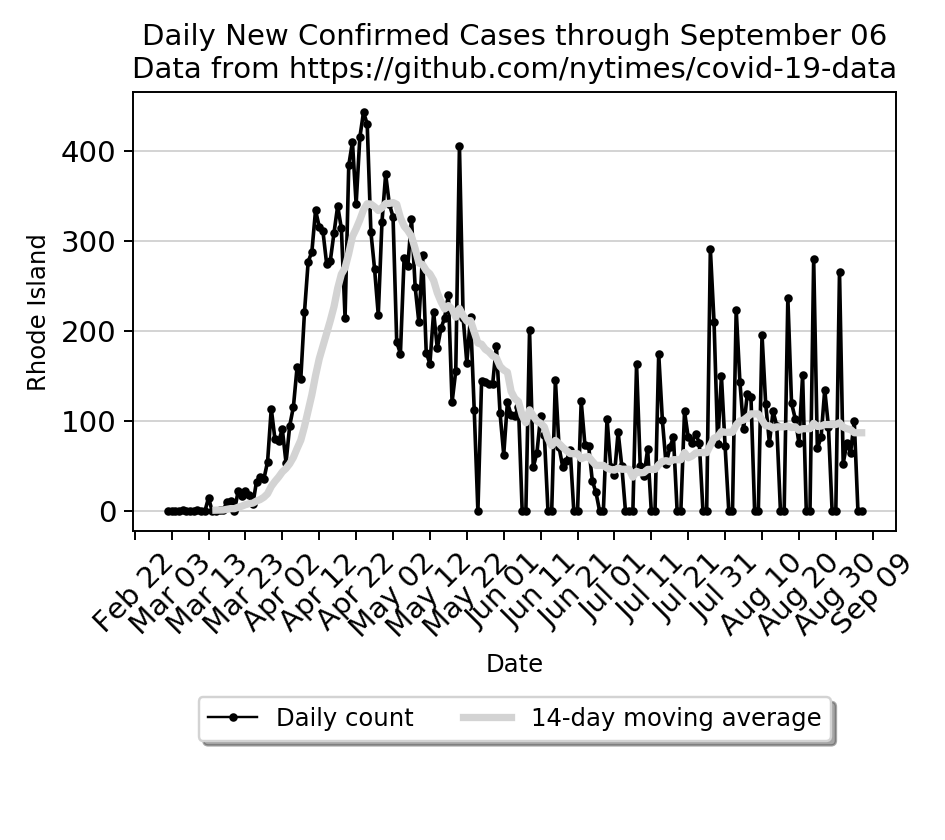 Daily New Confirmed Cases through September 06
Data from https://github.com/nytimes/covid-19-data
Rhode Island
400
300
200
100
0
Feb 22
Mar 03
Mar 13
Mar 23
Apr 02
Apr 12
Apr 22
May 02
May 12
May 22
Jun 01
Jun 11
Jun 21
Jul 01
Jul 11
Jul 21
Jul 31
Aug 10
Aug 20
Aug 30
Sep 09
Date
Daily count
14-day moving average